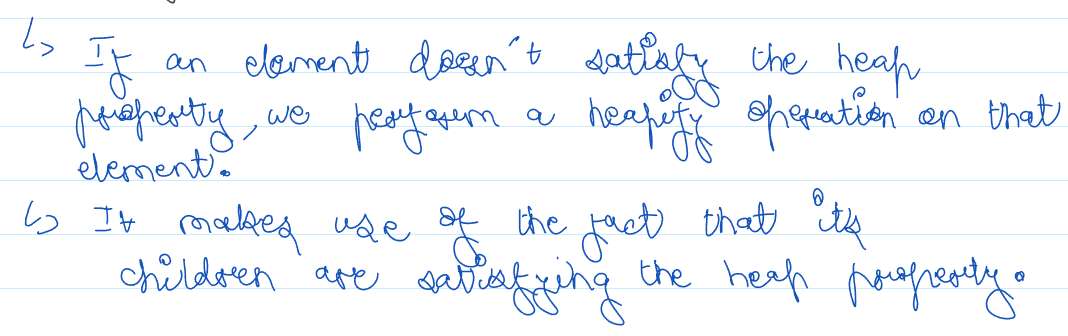 ↳ If an element doesn't satisfy the heap
property, we perform a heapify operation on that
element.
↳ It makes use of the fact that its
children are satisfying the heap property.